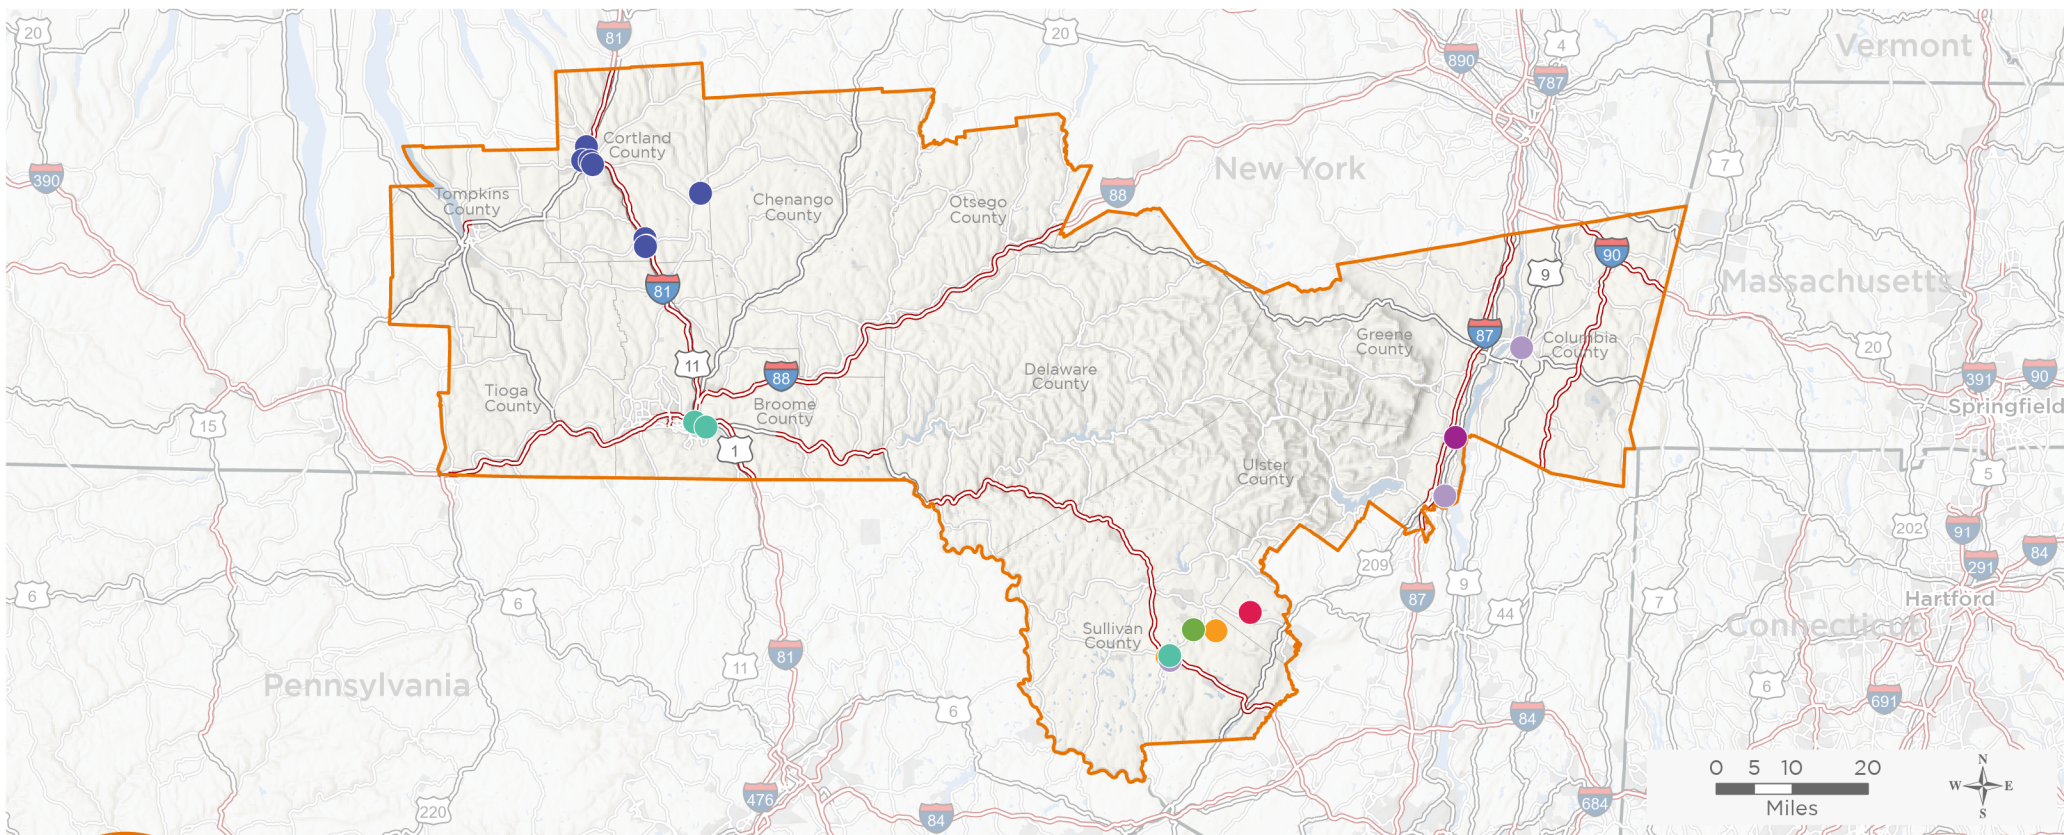 20
81
20
890
4
787
Vermont
390
Cortland
County
New York
7
88
Tompkins
County
Chenango
County
Otsego
County
90
9
Massachusetts
81
87
Greene
County
Columbia
County
20
11
88
Delaware
County
391
90
Tioga
County
Broome
County
Springfield
15
1
Ulster
County
5
202
91
84
209
291
6
6
87
9
44
7
Hartford
Connecticut
Sullivan
County
81
11
Pennsylvania
6
6
691
84
0 5 10 20
Miles
N
W E
S
476
220
84
684